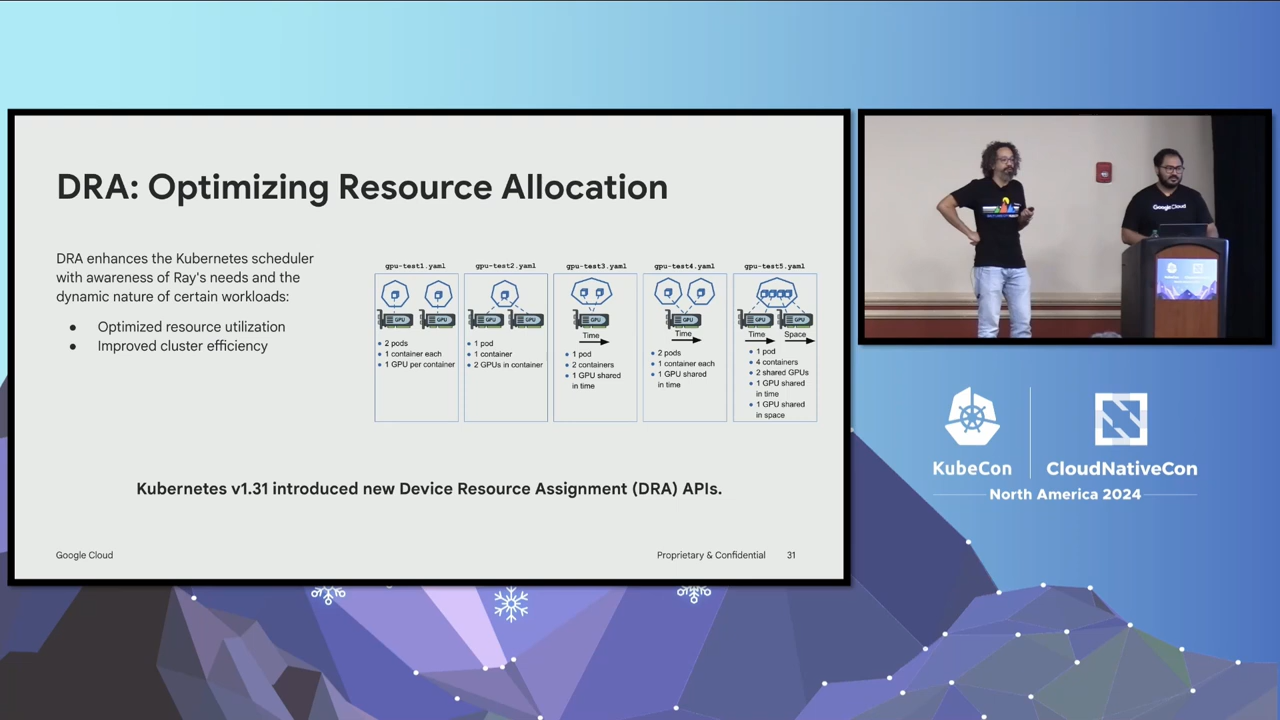 DRA: Optimizing Resource Allocation
DRA enhances the Kubernetes scheduler
with awareness of Ray's needs and the
dynamic nature of certain workloads:
● Optimized resource utilization
● Improved cluster efficiency
gpu-test1.yaml
GPU GPU
• 2 pods
• 1 container each
• 1 GPU per container
gpu-test2.yaml
GPU GPU
• 1 pod
• 1 container
• 2 GPUs in container
gpu-test3.yaml
GPU
Time
• 1 pod
• 2 containers
• 1 GPU shared
in time
gpu-test4.yaml
GPU
Time
• 2 pods
• 1 container each
• 1 GPU shared
in time
gpu-test5.yaml
GPU GPU
Time Space
• 1 pod
• 4 containers
• 2 shared GPUs
• 1 GPU shared
in time
• 1 GPU shared
in space
Kubernetes v1.31 introduced new Device Resource Assignment (DRA) APIs.
Google Cloud
Proprietary & Confidential 31
Google Cloud
KubeCon CloudNativeCon
North America 2024